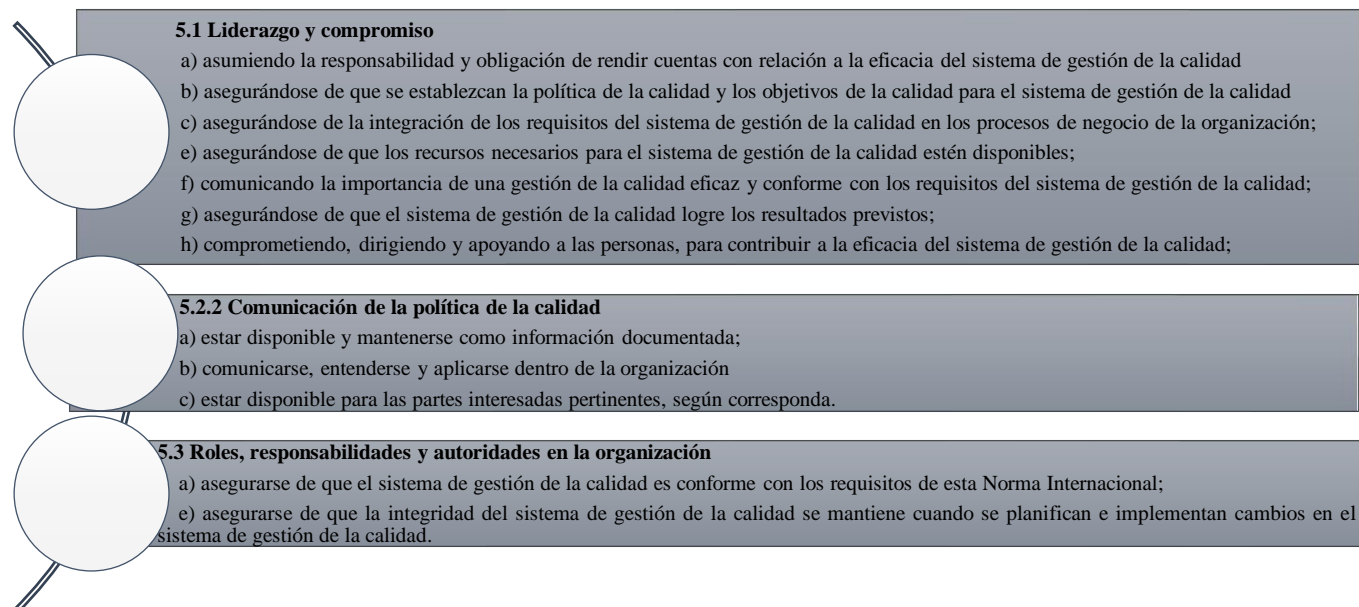 5.1 Liderazgo y compromiso
a) asumiendo la responsabilidad y obligación de rendir cuentas con relación a la eficacia del sistema de gestión de la calidad
b) asegurándose de que se establezcan la política de la calidad y los objetivos de la calidad para el sistema de gestión de la calidad
c) asegurándose de la integración de los requisitos del sistema de gestión de la calidad en los procesos de negocio de la organización;
e) asegurándose de que los recursos necesarios para el sistema de gestión de la calidad estén disponibles;
f) comunicando la importancia de una gestión de la calidad eficaz y conforme con los requisitos del sistema de gestión de la calidad;
g) asegurándose de que el sistema de gestión de la calidad logre los resultados previstos;
h) comprometiendo, dirigiendo y apoyando a las personas, para contribuir a la eficacia del sistema de gestión de la calidad;
5.2.2 Comunicación de la política de la calidad
a) estar disponible y mantenerse como información documentada;
b) comunicarse, entenderse y aplicarse dentro de la organización
c) estar disponible para las partes interesadas pertinentes, según corresponda.
5.3 Roles, responsabilidades y autoridades en la organización
a) asegurarse de que el sistema de gestión de la calidad es conforme con los requisitos de esta Norma Internacional;
e) asegurarse de que la integridad del sistema de gestión de la calidad se mantiene cuando se planifican e implementan cambios en el
sistema de gestión de la calidad.